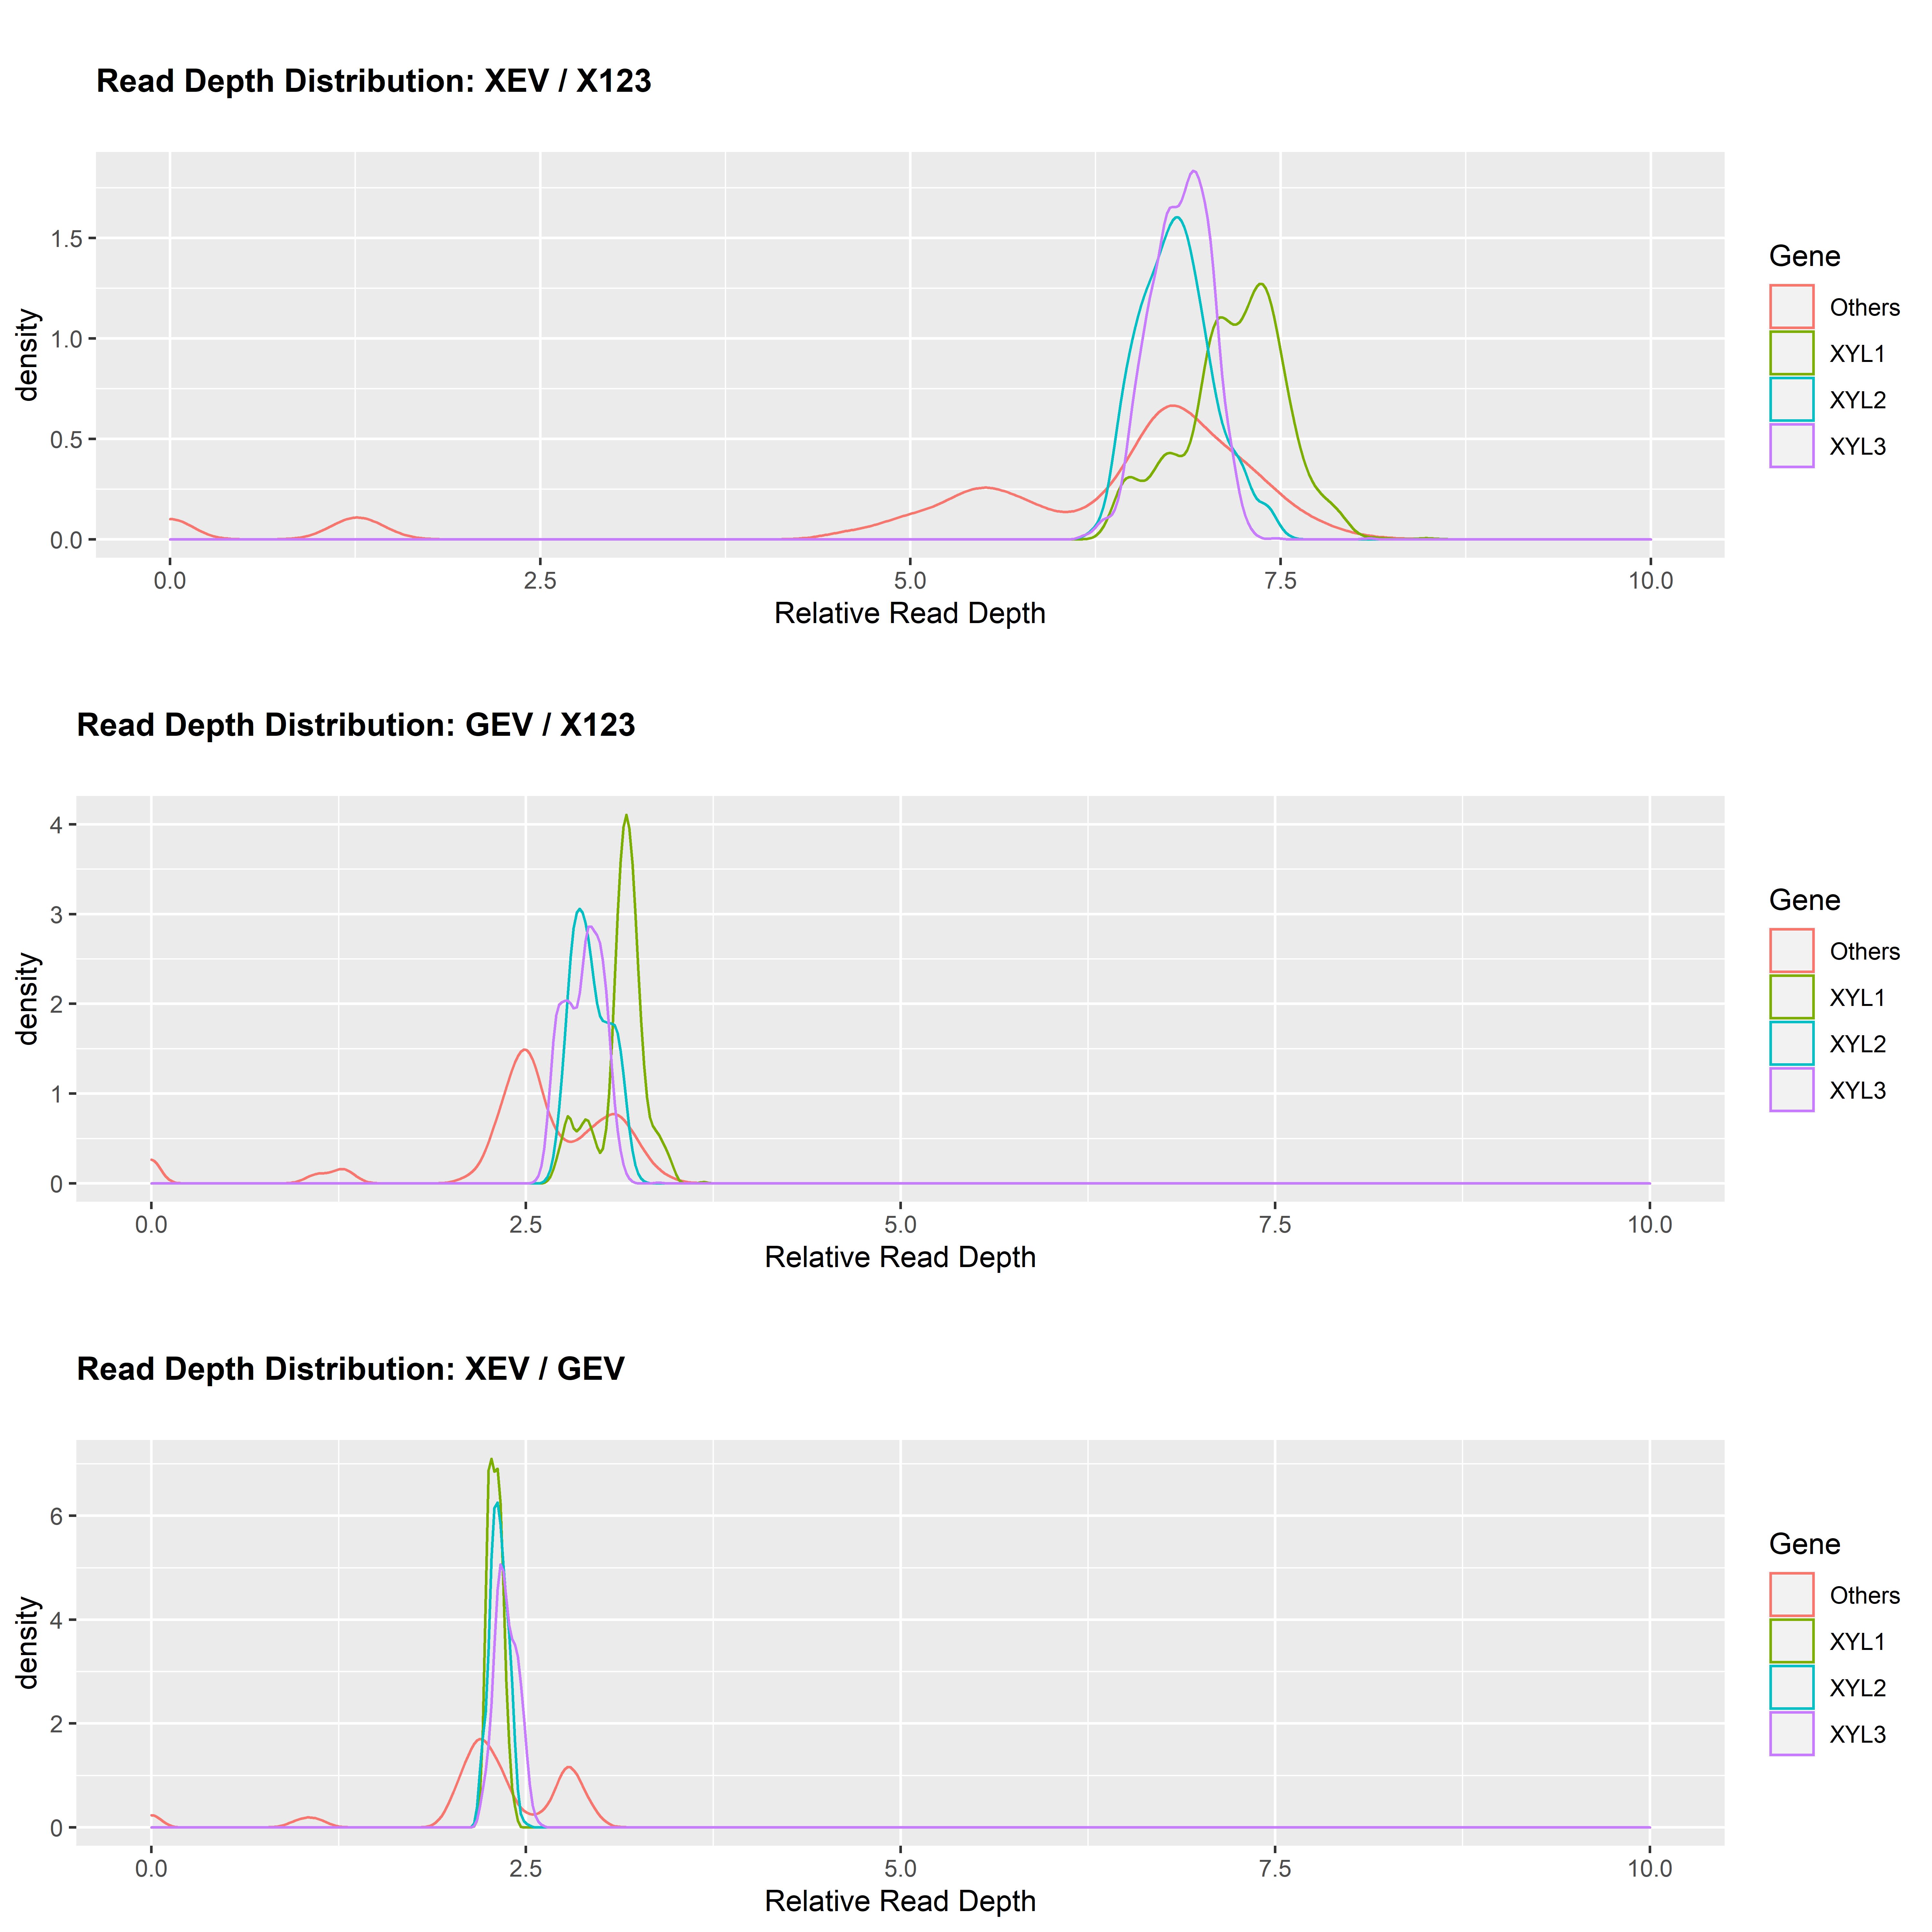 Read Depth Distribution: XEV / X123
density
1.5
1.0
0.5
0.0
0.0 2.5 5.0 7.5 10.0
Relative Read Depth
Gene
Others
XYL1
XYL2
XYL3
Read Depth Distribution: GEV / X123
density
4
3
2
1
0
0.0 2.5 5.0 7.5 10.0
Relative Read Depth
Gene
Others
XYL1
XYL2
XYL3
Read Depth Distribution: XEV / GEV
density
6
4
2
0
0.0 2.5 5.0 7.5 10.0
Relative Read Depth
Gene
Others
XYL1
XYL2
XYL3